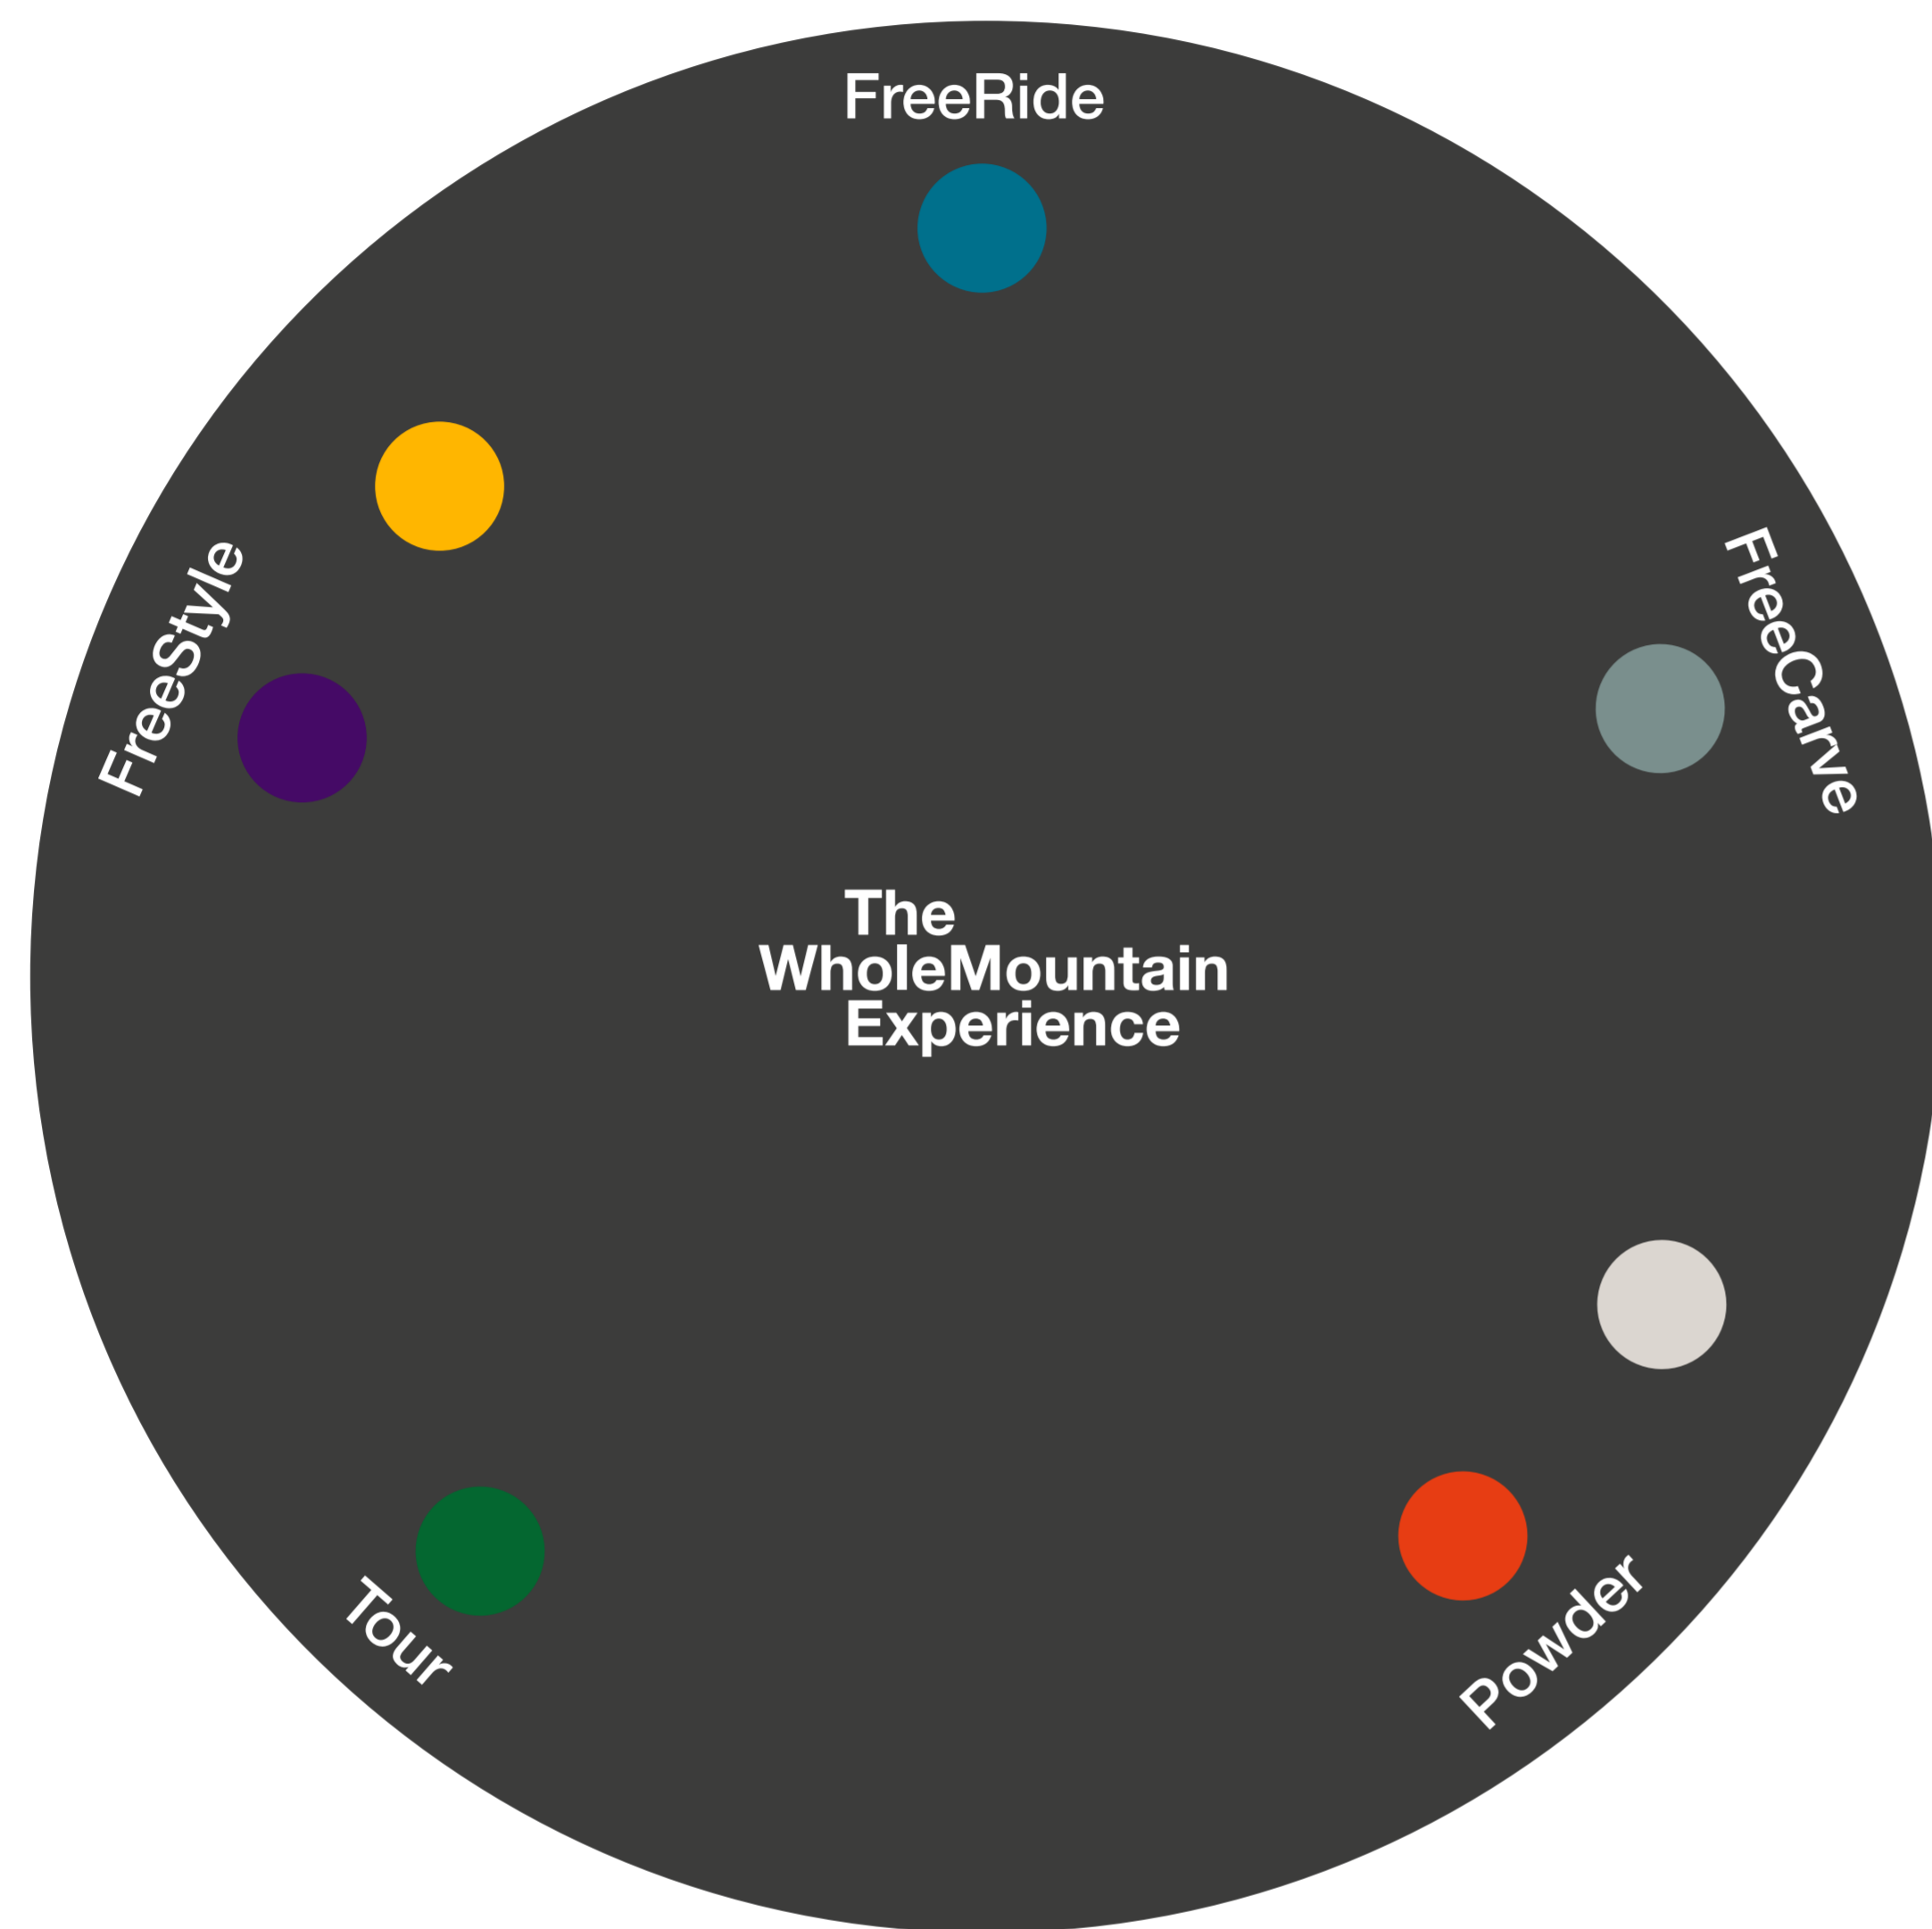 FreeRide
FreeStyle
FreeCarve
The
WholeMountain
Experience
Tour
Powder